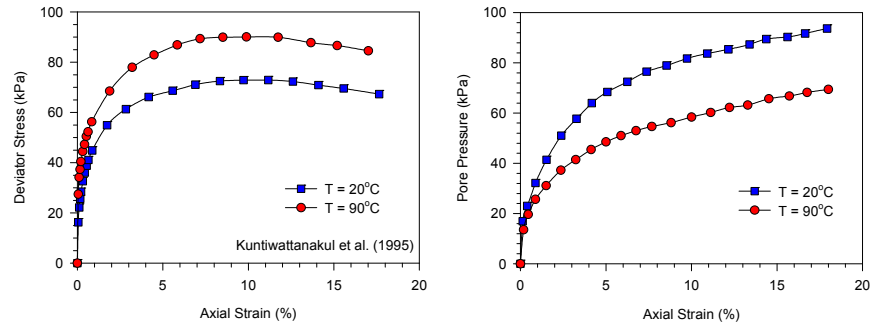 100
80
60
40
20
0
Deviator Stress (kPa)
T = 20°C
T = 90°C
Kuntiwattanakul et al. (1995)
0 5 10 15 20
Axial Strain (%)
100
80
60
40
20
0
Pore Pressure (kPa)
T = 20°C
T = 90°C
0 5 10 15 20
Axial Strain (%)